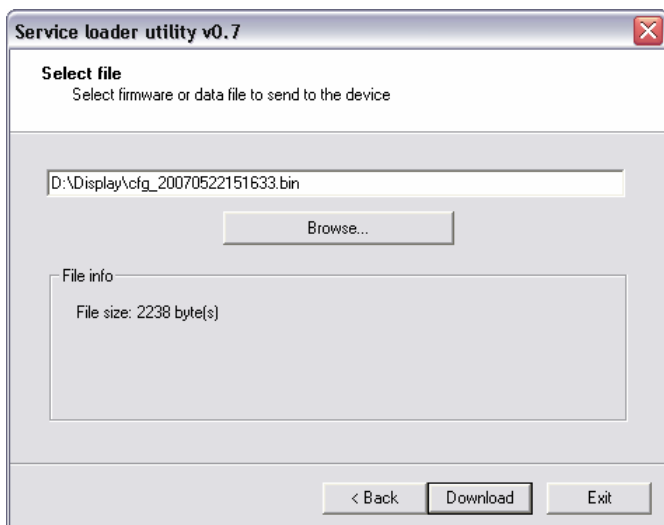 Service loader utility v0.7
Select file
Select firmware or data file to send to the device
D:\Display\cfg_20070522151633.bin
Browse...
File info
File size: 2238 byte(s)
< Back Download Exit